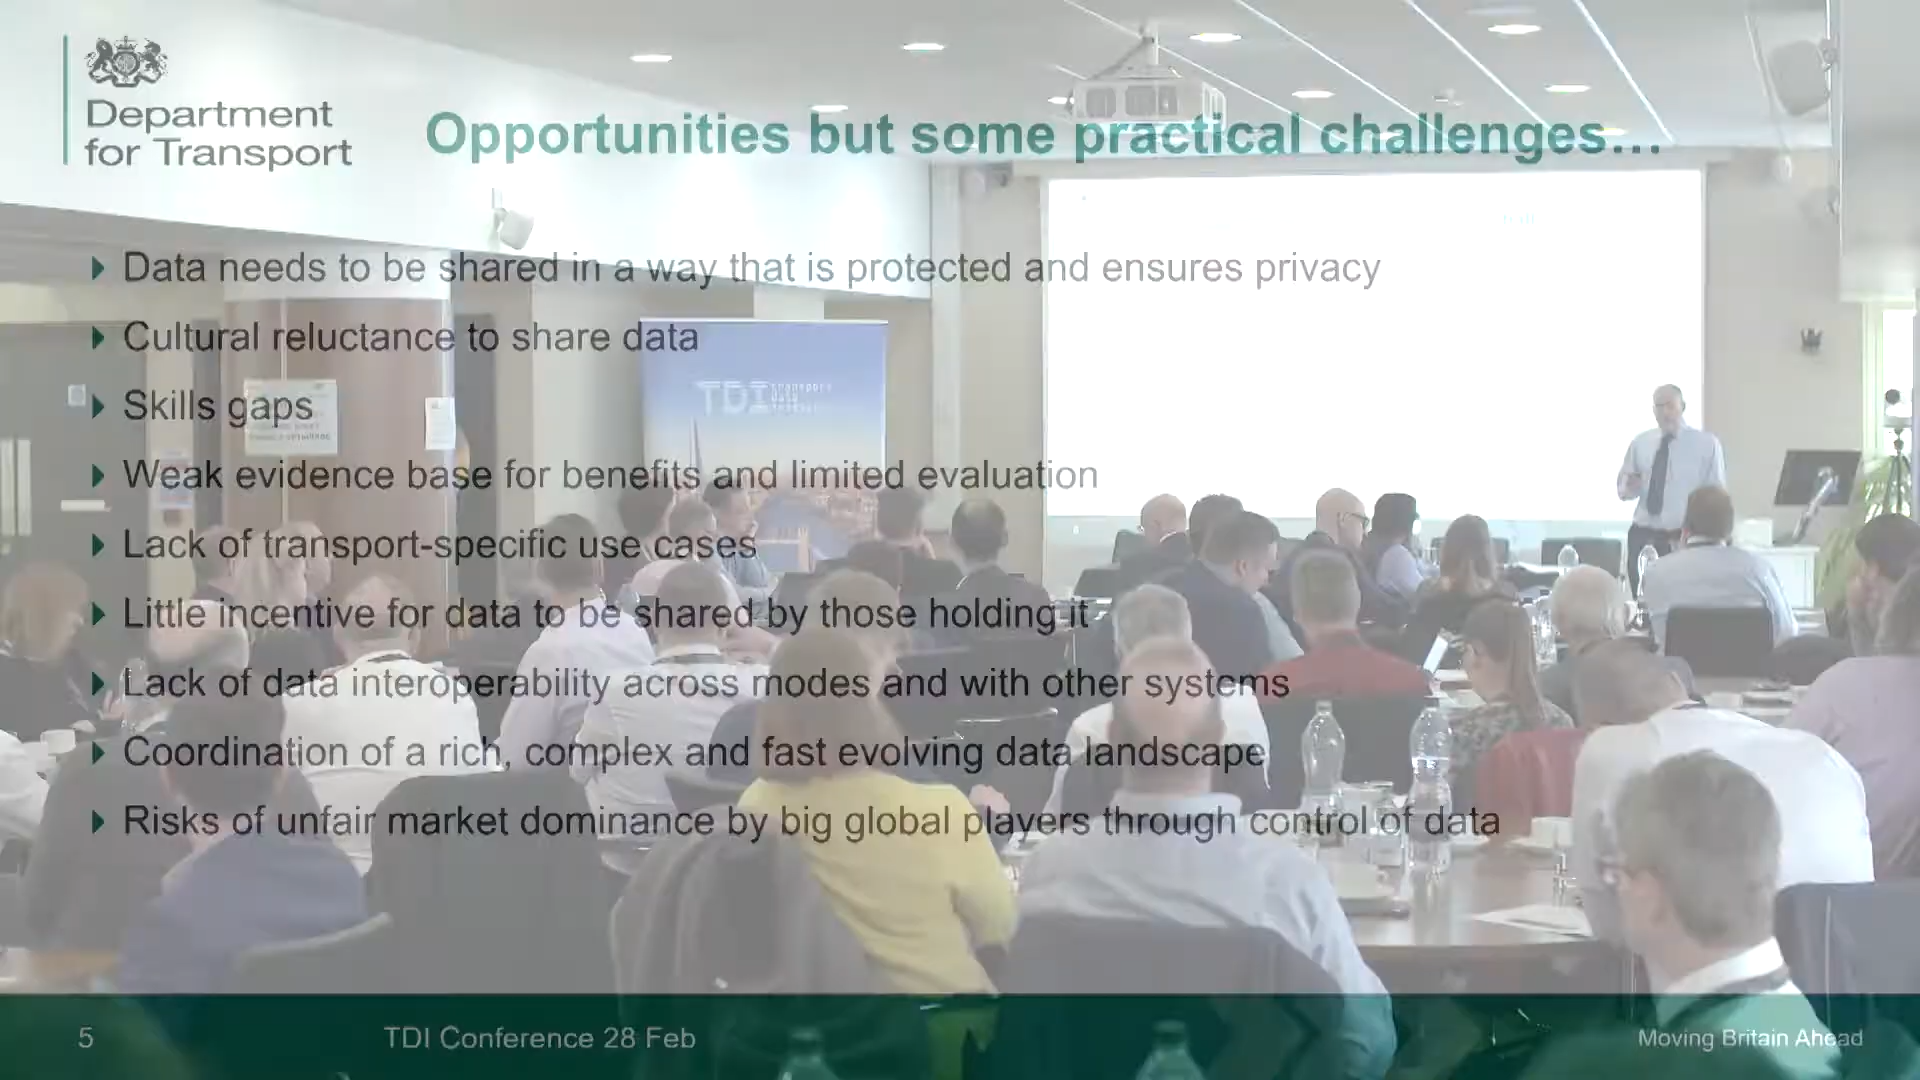 Department
for Transport
Opportunities but some practical challenges...
Data needs to be shared in a way that is protected and ensures privacy
Cultural reluctance to share data
Skills gaps
Weak evidence base for benefits and limited evaluation
Lack of transport-specific use cases
Little incentive for data to be shared by those holding it
Lack of data interoperability across modes and with other systems
Coordination of a rich, complex and fast evolving data landscape
Risks of unfair market dominance by big global players through control of data
TDI
transport
data
5
TDI Conference 28 Feb
Moving Britain Ahead